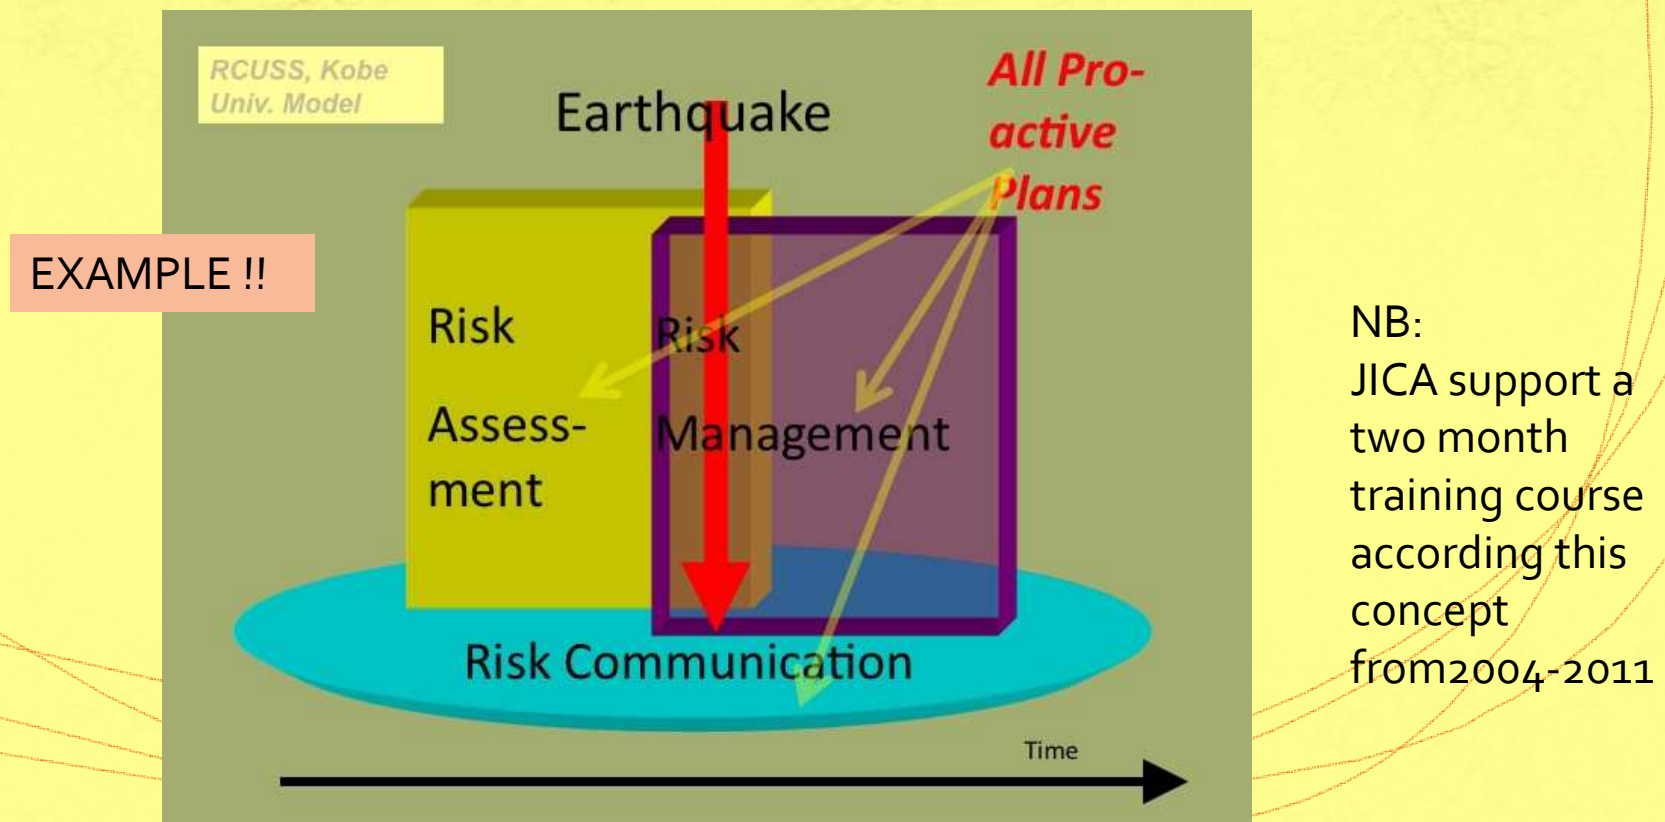 RCUSS, Kobe
Univ. Model
Earthquake
All Pro-
active
Plans
EXAMPLE !!
Risk
Assess-
ment
Risk
Management
Risk Communication
Time
NB:
JICA support a
two month
training course
according this
concept
from2004-2011